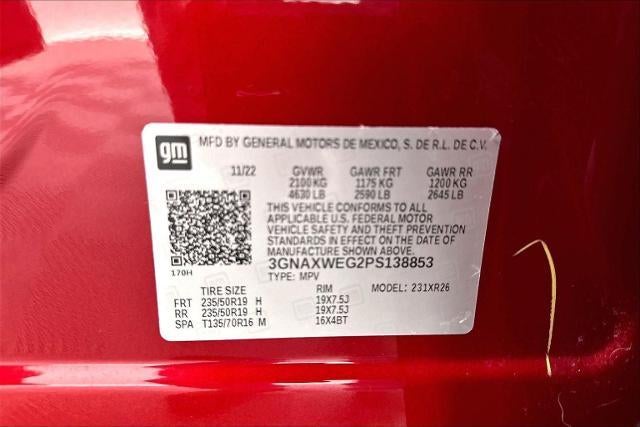 gm
MFD BY GENERAL MOTORS DE MEXICO, S. DE R.L. DE C.V.
11/22 GVWR GAWR FRT GAWR RR
2100 KG 1175 KG 1200 KG
4630 LB 2590 LB 2645 LB
THIS VEHICLE CONFORMS TO ALL
APPLICABLE U.S. FEDERAL MOTOR
VEHICLE SAFETY AND THEFT PREVENTION
STANDARDS IN EFFECT ON THE DATE OF
MANUFACTURE SHOWN ABOVE.
3GNAXWEG2PS138853
170H
TYPE: MPV MODEL: 231XR26
TIRE SIZE RIM
FRT 235/50R19 H 19X7.5J
RR 235/50R19 H 19X7.5J
SPA T135/70R16 M 16X4BT